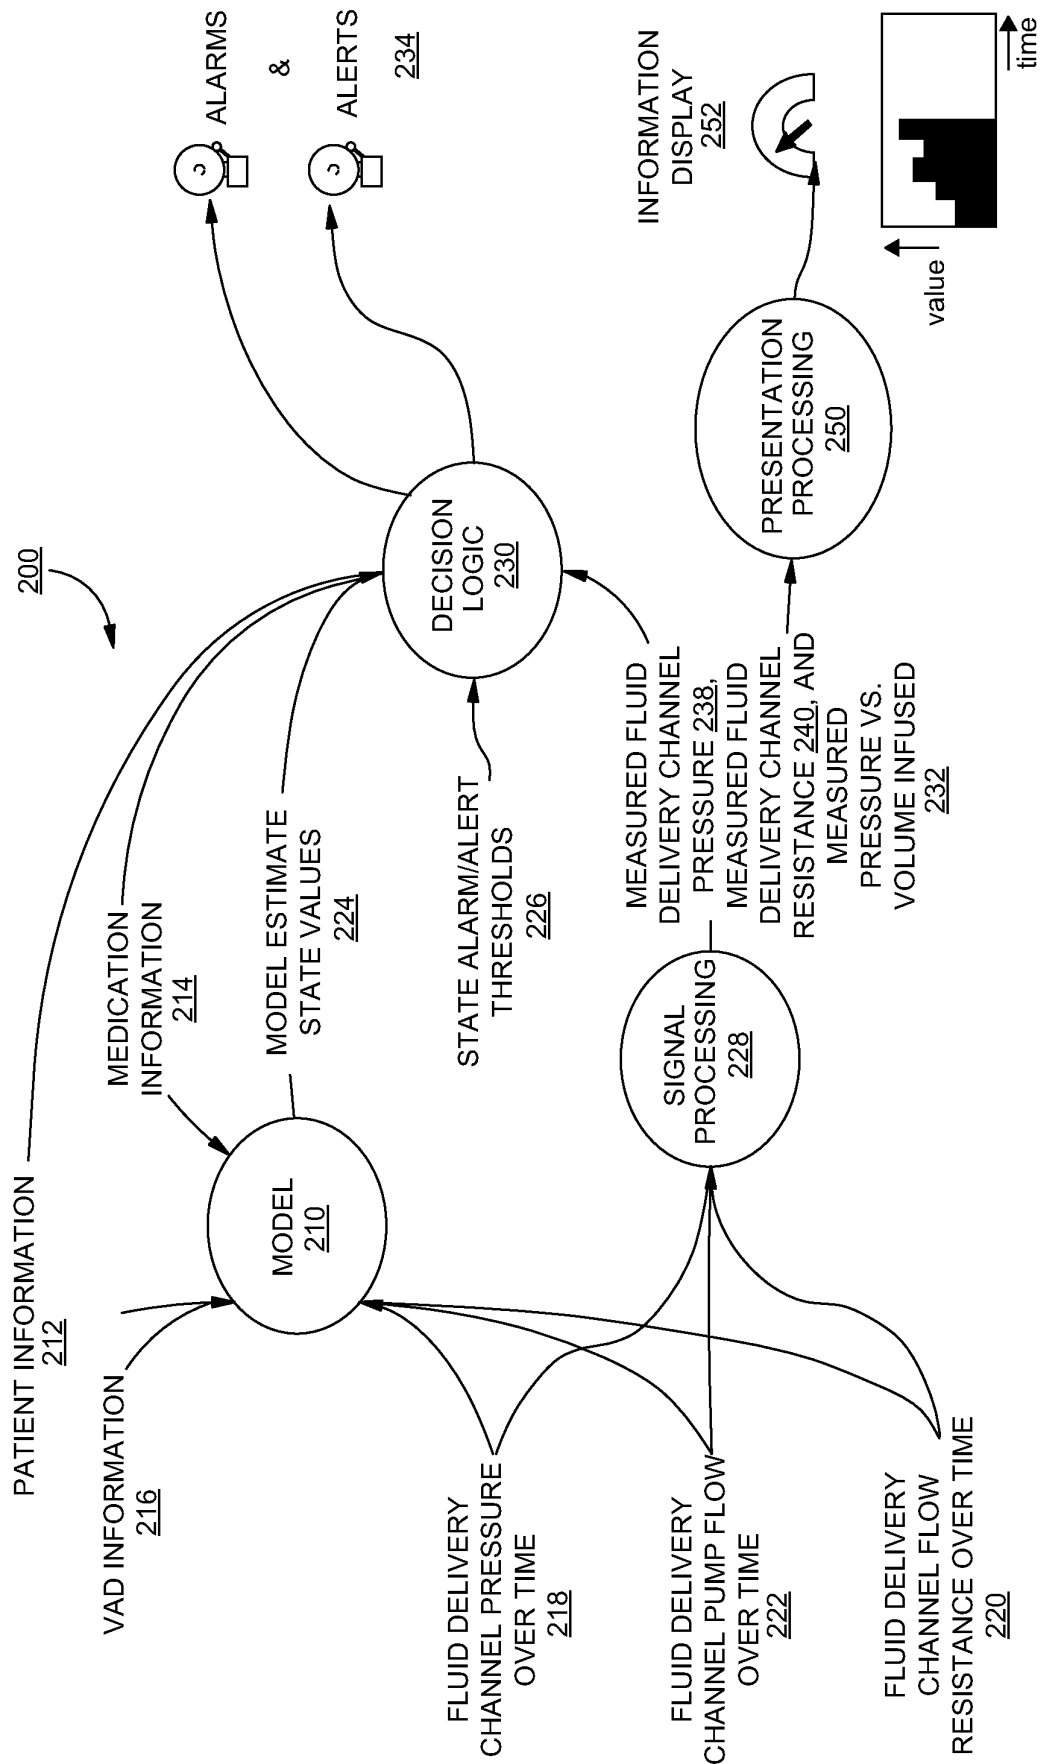 200
PATIENT INFORMATION
212
VAD INFORMATION
216
MEDICATION
INFORMATION
214
MODEL
210
MODEL ESTIMATE
STATE VALUES
224
STATE ALARM/ALERT
THRESHOLDS
226
DECISION
LOGIC
230
ALARMS
&
ALERTS
234
FLUID DELIVERY
CHANNEL PRESSURE
OVER TIME
218
FLUID DELIVERY
CHANNEL PUMP FLOW
OVER TIME
222
FLUID DELIVERY
CHANNEL FLOW
RESISTANCE OVER TIME
220
SIGNAL
PROCESSING
228
MEASURED FLUID
DELIVERY CHANNEL
PRESSURE 238,
MEASURED FLUID
DELIVERY CHANNEL
RESISTANCE 240, AND
MEASURED
PRESSURE VS.
VOLUME INFUSED
232
PRESENTATION
PROCESSING
250
INFORMATION
DISPLAY
252
value
time